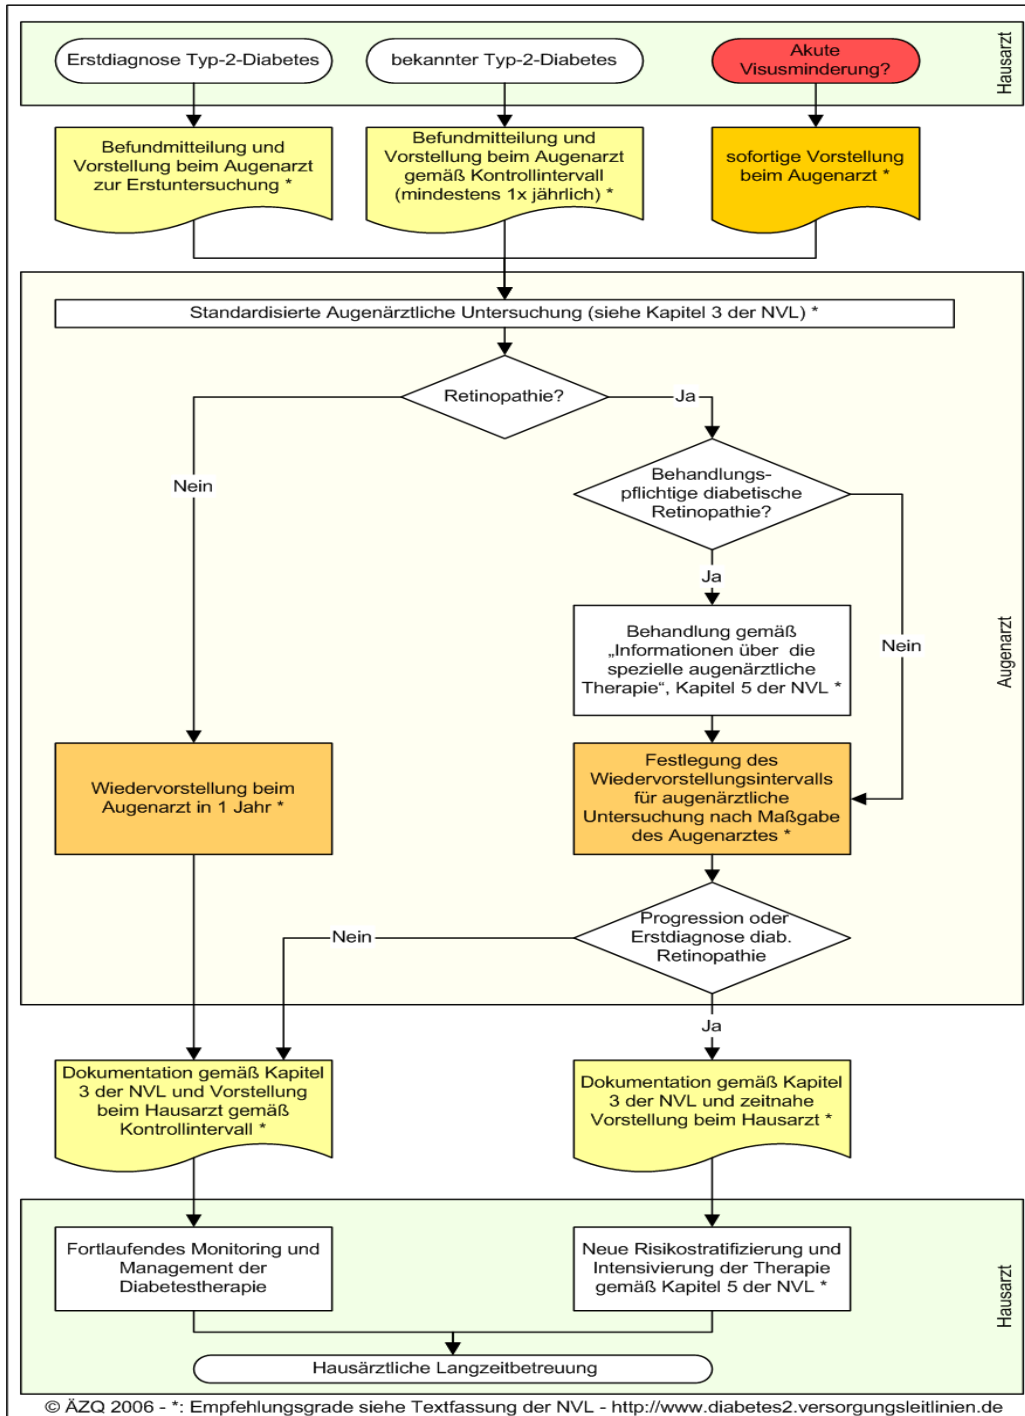 Hausarzt
Erstdiagnose Typ-2-Diabetes
bekannter Typ-2-Diabetes
Akute
Visusminderung?
Befundmitteilung und
Vorstellung beim Augenarzt
zur Erstuntersuchung *
Befundmitteilung und
Vorstellung beim Augenarzt
gemäß Kontrollintervall
(mindestens 1x jährlich) *
sofortige Vorstellung
beim Augenarzt *
Augenarzt
Standardisierte Augenärztliche Untersuchung (siehe Kapitel 3 der NVL) *
Retinopathie?
Ja
Nein
Behandlungs-
pflichtige diabetische
Retinopathie?
Ja
Nein
Behandlung gemäß
„Informationen über die
spezielle augenärztliche
Therapie“, Kapitel 5 der NVL *
Wiedervorstellung beim
Augenarzt in 1 Jahr *
Festlegung des
Wiedervorstellungsintervalls
für augenärztliche
Untersuchung nach Maßgabe
des Augenarztes *
Progression oder
Erstdiagnose diab.
Retinopathie
Nein
Ja
Dokumentation gemäß Kapitel
3 der NVL und Vorstellung
beim Hausarzt gemäß
Kontrollintervall *
Dokumentation gemäß Kapitel
3 der NVL und zeitnahe
Vorstellung beim Hausarzt *
Hausarzt
Fortlaufendes Monitoring und
Management der
Diabetestherapie
Neue Risikostratifizierung und
Intensivierung der Therapie
gemäß Kapitel 5 der NVL *
Hausärztliche Langzeitbetreuung
© ÄZQ 2006 - *: Empfehlungsgrade siehe Textfassung der NVL - http://www.diabetes2.versorgungsleitlinien.de